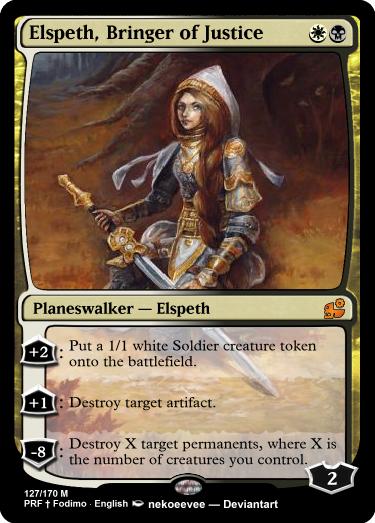 Elspeth, Bringer of Justice
Planeswalker — Elspeth
+2: Put a 1/1 white Soldier creature token
onto the battlefield.
+1: Destroy target artifact.
-8: Destroy X target permanents, where X is
the number of creatures you control.
2
127/170 M
PRF † Fodimo · English nekoeevee — Deviantart